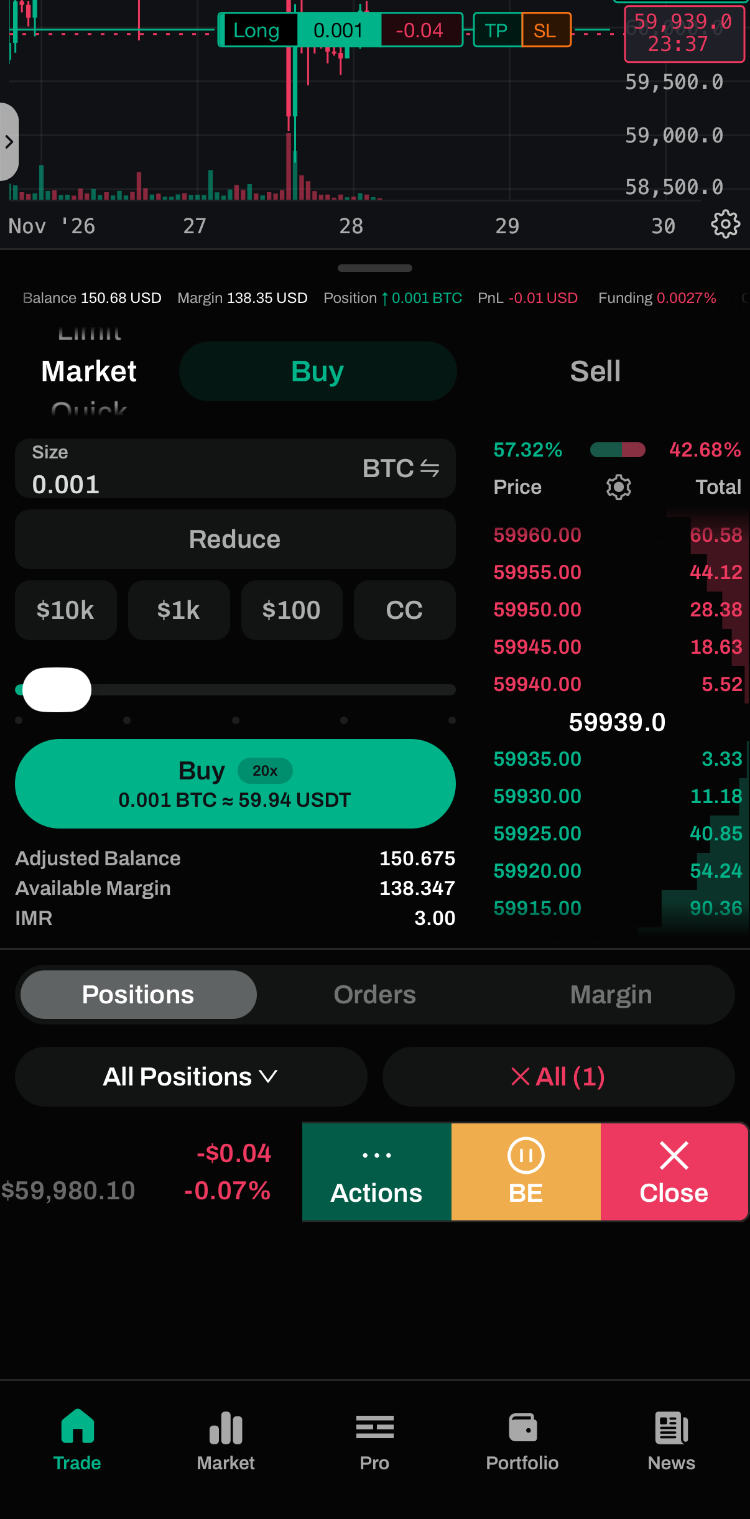 Long 0.001 -0.04 TP SL
59,939.0
23:37
59,500.0
59,000.0
58,500.0
Nov '26 27 28 29 30
Balance 150.68 USD Margin 138.35 USD Position ↑ 0.001 BTC PnL -0.01 USD Funding 0.0027%
Limit
Market Buy Sell
Quick
Size
0.001 BTC ⇋
57.32% 42.68%
Price Total
Reduce
$10k $1k $100 CC
59960.00 60.58
59955.00 44.12
59950.00 28.38
59945.00 18.63
59940.00 5.52
59939.0
59935.00 3.33
59930.00 11.18
59925.00 40.85
59920.00 54.24
59915.00 90.36
Buy 20x
0.001 BTC ≈ 59.94 USDT
Adjusted Balance 150.675
Available Margin 138.347
IMR 3.00
Positions Orders Margin
All Positions All (1)
-$0.04
$59,980.10 -0.07%
Actions BE Close
Trade Market Pro Portfolio News